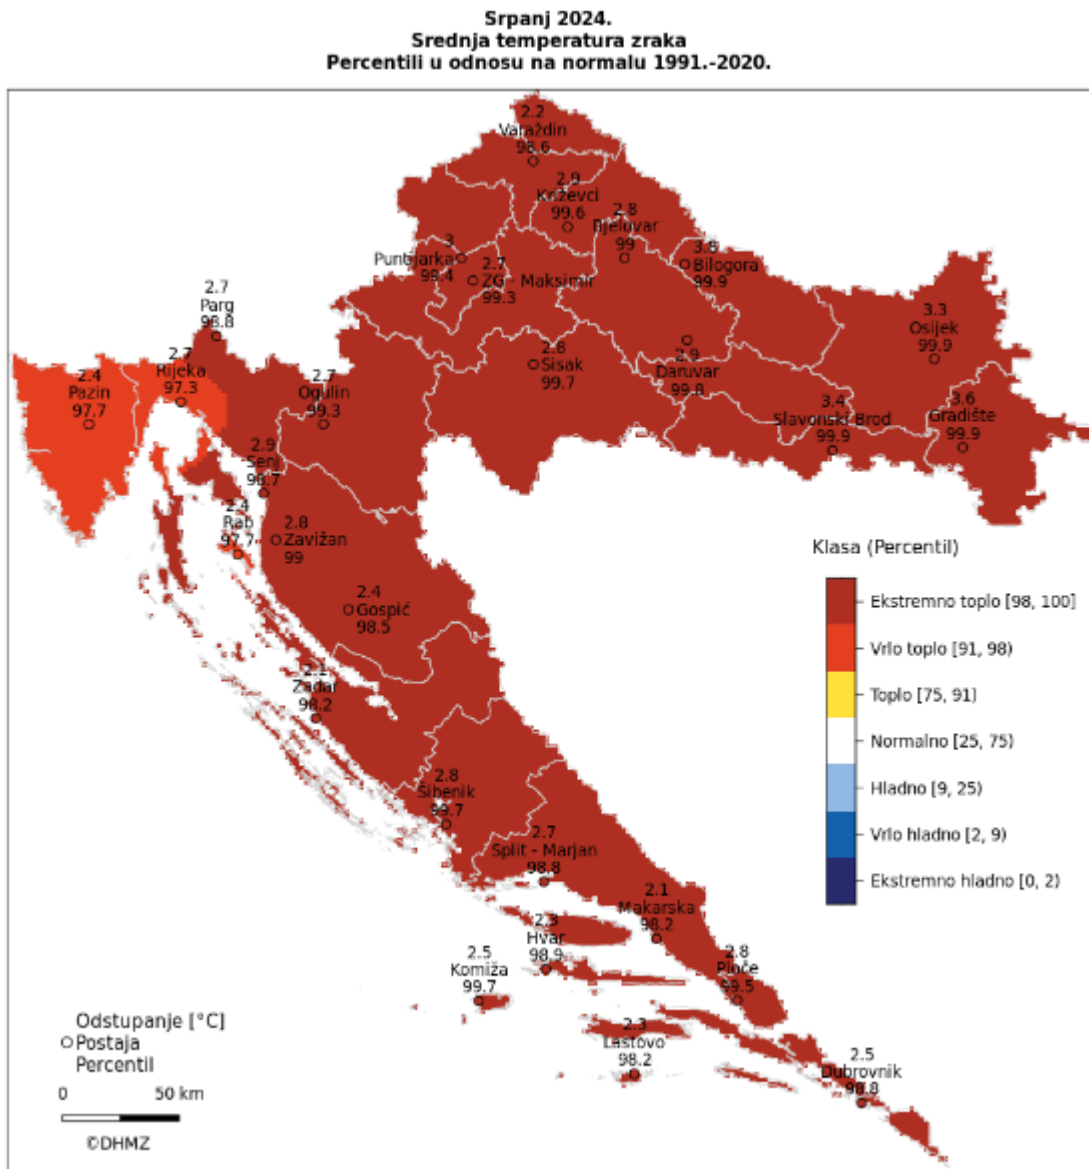 Srpanj 2024.
Srednja temperatura zraka
Percentili u odnosu na normalu 1991.-2020.
2.2
Varaždin
98.6
2.9
Križevci
99.6
2.8
Bjelovar
99
3
Puntijarka
99.4
2.7
ZG - Maksimir
99.3
Bilogora
99.9
2.7
Parg
98.8
3.3
Osijek
99.9
2.7
Rijeka
97.3
2.4
Pazin
97.7
2.7
Ogulin
99.3
2.8
Sisak
99.7
2.9
Daruvar
99.8
3.4
Slavonski Brod
99.9
3.6
Gradište
99.9
2.9
Senj
98.7
2.4
Rab
97.7
2.8
Zavižan
99
2.4
Gospić
98.5
2.1
Zadar
98.2
2.8
Šibenik
99.7
2.7
Split - Marjan
98.8
2.1
Makarska
98.2
2.3
Hvar
98.9
2.5
Komiža
99.7
2.8
Ploče
99.5
2.3
Lastovo
98.2
2.5
Dubrovnik
98.8
Klasa (Percentil)
Ekstremno toplo [98, 100]
Vrlo toplo [91, 98)
Toplo [75, 91)
Normalno [25, 75)
Hladno [9, 25)
Vrlo hladno [2, 9)
Ekstremno hladno [0, 2)
Odstupanje [°C]
Postaja
Percentil
0 50 km
©DHMZ